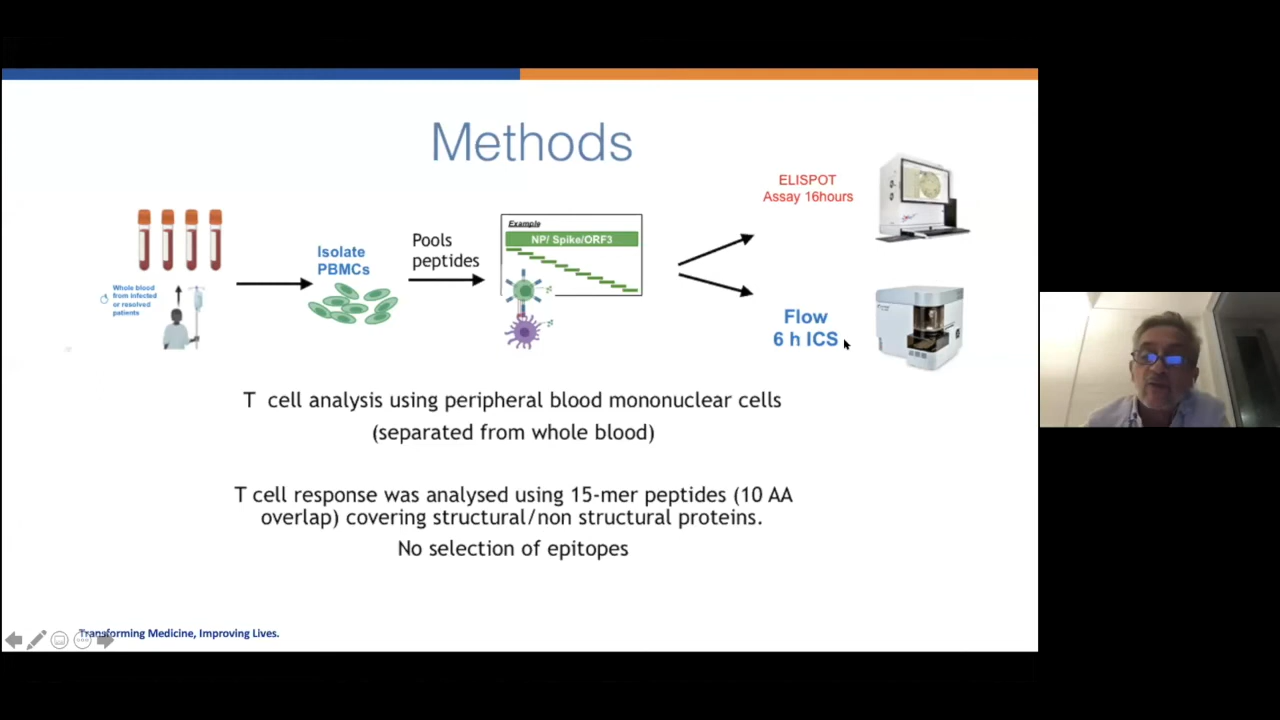 Methods
ELISPOT
Assay 16hours
Whole blood
from infected
or resolved
patients
Isolate
PBMCs
Pools
peptides
Example
NP/ Spike/ORF3
Flow
6 h ICS
T cell analysis using peripheral blood mononuclear cells
(separated from whole blood)
T cell response was analysed using 15-mer peptides (10 AA
overlap) covering structural/non structural proteins.
No selection of epitopes
Transforming Medicine, Improving Lives.